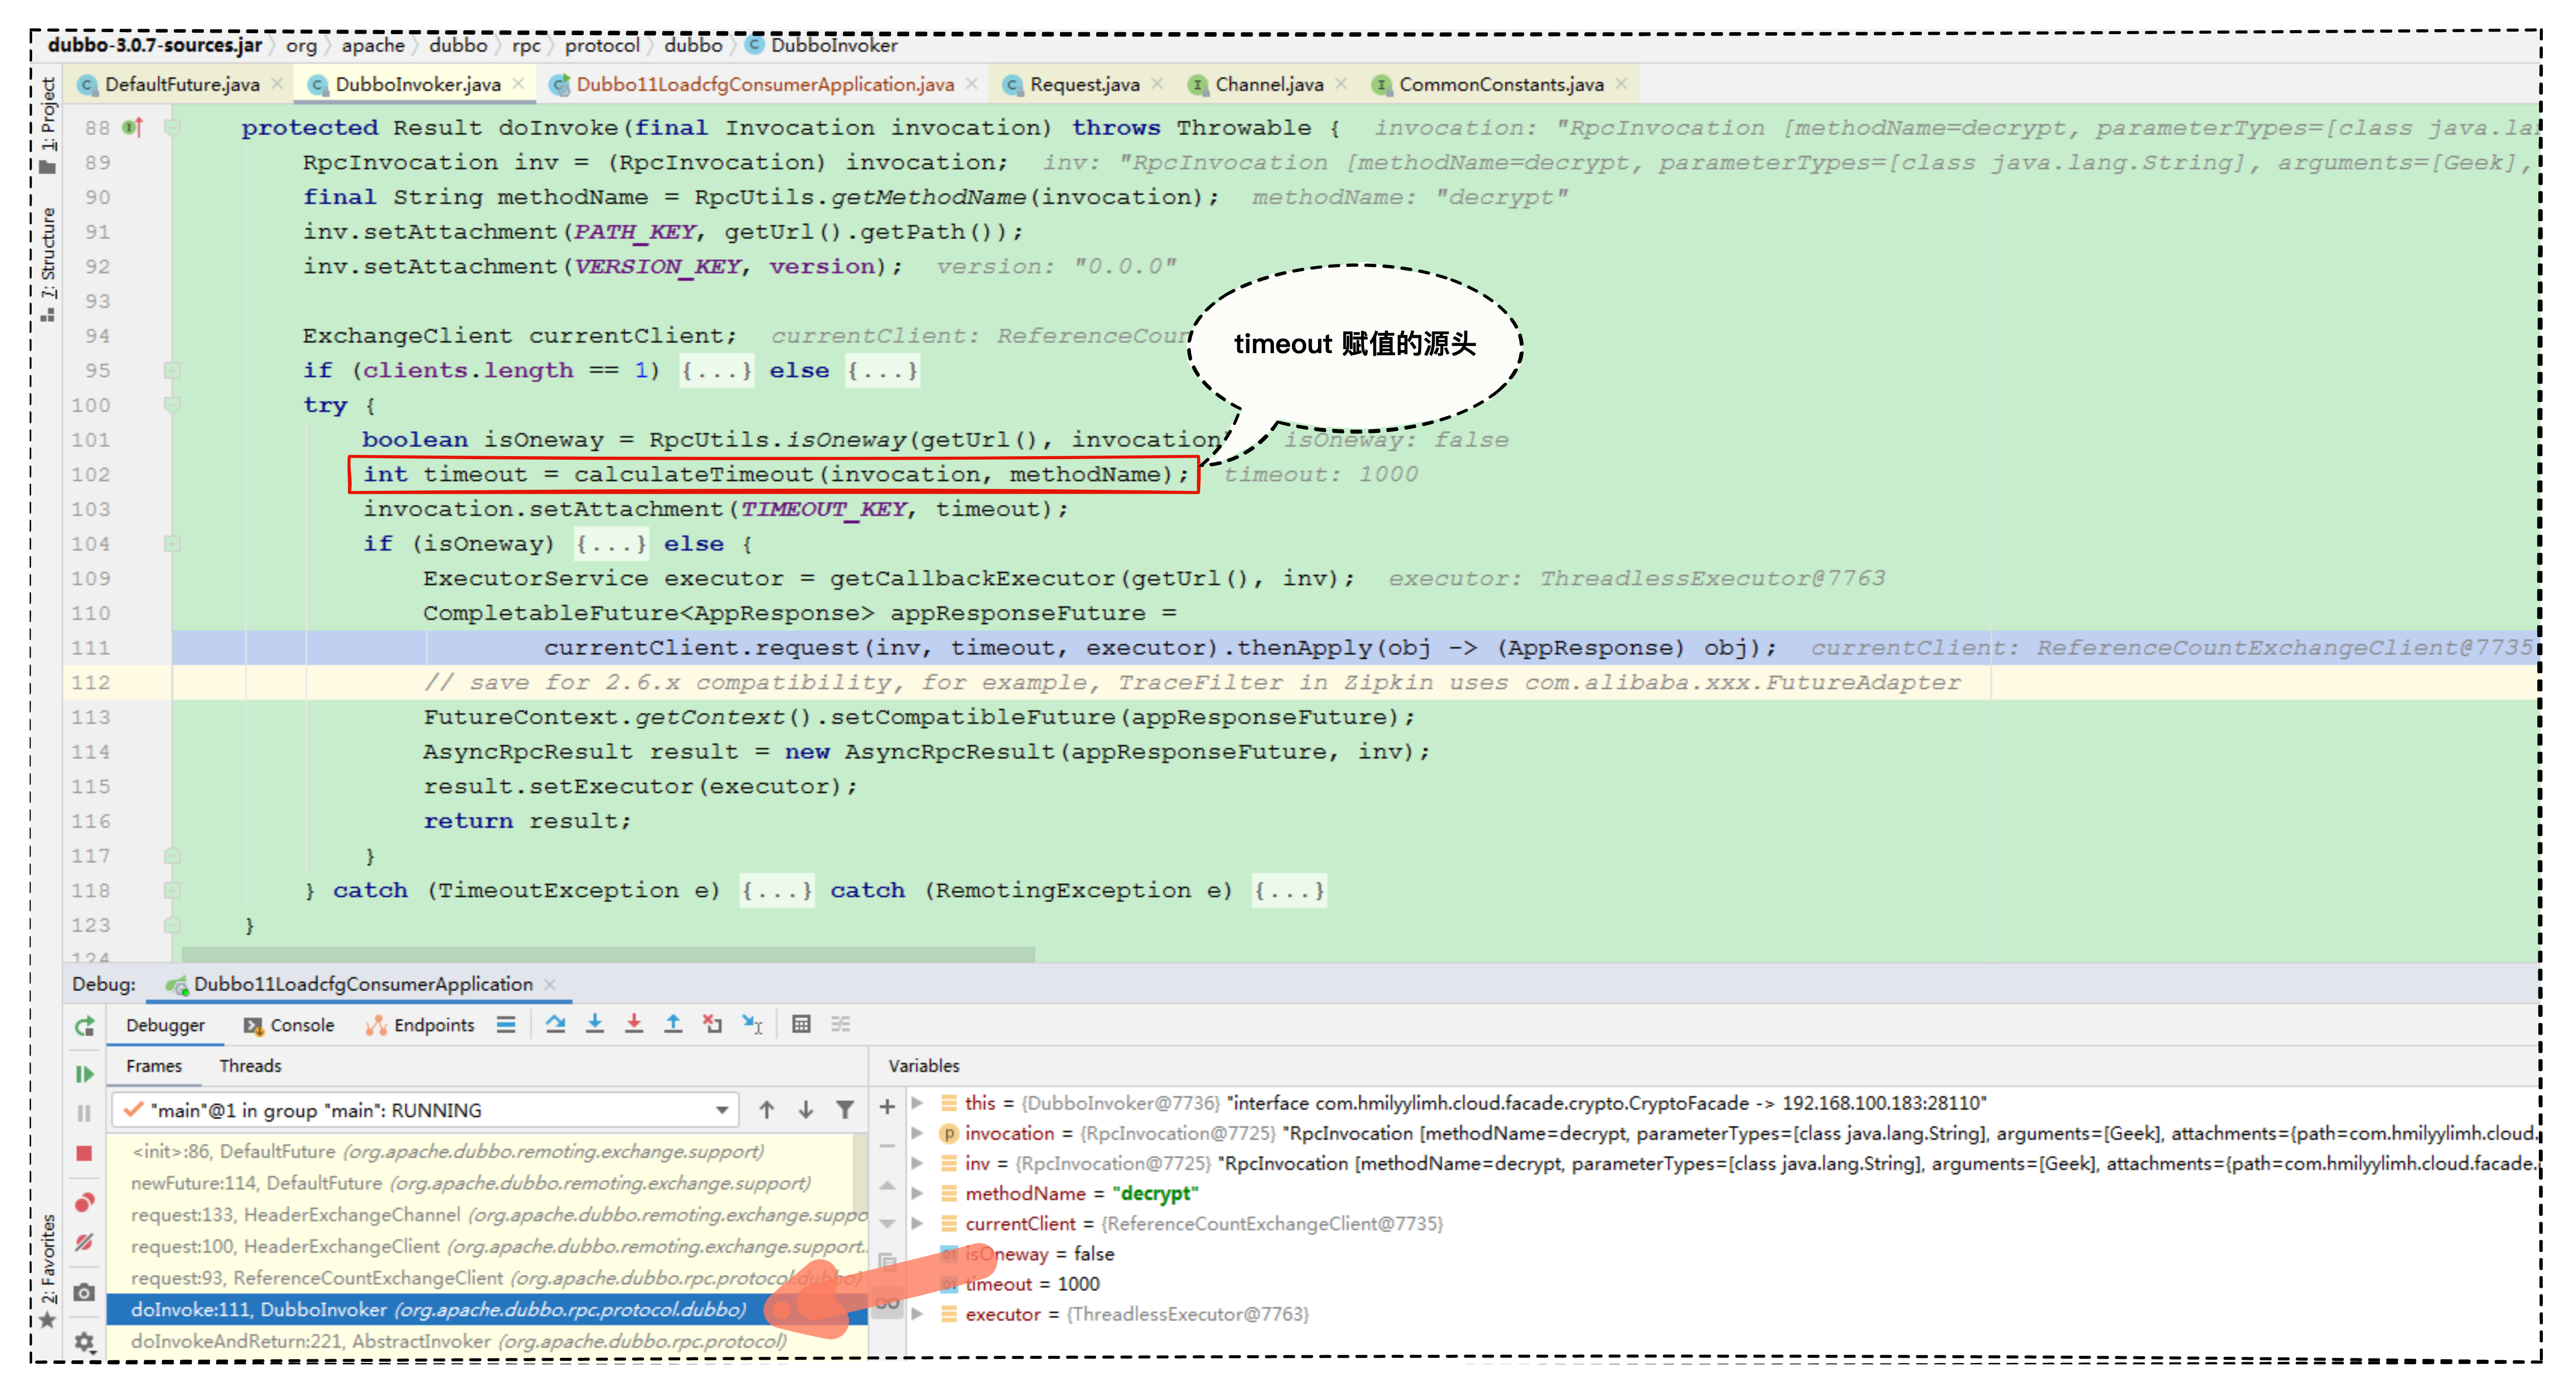 dubbo-3.0.7-sources.jar 〉 org 〉 apache 〉 dubbo 〉 rpc 〉 protocol 〉 dubbo 〉 C DubboInvoker
DefaultFuture.java × DubboInvoker.java × Dubbo11LoadcfgConsumerApplication.java × Request.java × Channel.java × CommonConstants.java ×
1: Project
7: Structure
2: Favorites
88 protected Result doInvoke(final Invocation invocation) throws Throwable { invocation: "RpcInvocation [methodName=decrypt, parameterTypes=[class java.la
89 RpcInvocation inv = (RpcInvocation) invocation; inv: "RpcInvocation [methodName=decrypt, parameterTypes=[class java.lang.String], arguments=[Geek],
90 final String methodName = RpcUtils.getMethodName(invocation); methodName: "decrypt"
91 inv.setAttachment(PATH_KEY, getUrl().getPath());
92 inv.setAttachment(VERSION_KEY, version); version: "0.0.0"
93
94 ExchangeClient currentClient; currentClient: ReferenceCour
timeout 赋值的源头
95 if (clients.length == 1) {...} else {...}
100 try {
101 boolean isOneway = RpcUtils.isOneway(getUrl(), invocation) isOneway: false
102 int timeout = calculateTimeout(invocation, methodName); timeout: 1000
103 invocation.setAttachment(TIMEOUT_KEY, timeout);
104 if (isOneway) {...} else {
109 ExecutorService executor = getCallbackExecutor(getUrl(), inv); executor: ThreadlessExecutor@7763
110 CompletableFuture<AppResponse> appResponseFuture =
111 currentClient.request(inv, timeout, executor).thenApply(obj -> (AppResponse) obj); currentClient: ReferenceCountExchangeClient@7735
112 // save for 2.6.x compatibility, for example, TraceFilter in Zipkin uses com.alibaba.xxx.FutureAdapter
113 FutureContext.getContext().setCompatibleFuture(appResponseFuture);
114 AsyncRpcResult result = new AsyncRpcResult(appResponseFuture, inv);
115 result.setExecutor(executor);
116 return result;
117 }
118 } catch (TimeoutException e) {...} catch (RemotingException e) {...}
123 }
124
Debug: Dubbo11LoadcfgConsumerApplication ×
Debugger Console Endpoints
Frames Threads
"main"@1 in group "main": RUNNING
<init>:86, DefaultFuture (org.apache.dubbo.remoting.exchange.support)
newFuture:114, DefaultFuture (org.apache.dubbo.remoting.exchange.support)
request:133, HeaderExchangeChannel (org.apache.dubbo.remoting.exchange.suppo
request:100, HeaderExchangeClient (org.apache.dubbo.remoting.exchange.support.
request:93, ReferenceCountExchangeClient (org.apache.dubbo.rpc.protocol.dubbo)
doInvoke:111, DubboInvoker (org.apache.dubbo.rpc.protocol.dubbo)
doInvokeAndReturn:221, AbstractInvoker (org.apache.dubbo.rpc.protocol)
Variables
this = {DubboInvoker@7736} "interface com.hmilyylimh.cloud.facade.crypto.CryptoFacade -> 192.168.100.183:28110"
invocation = {RpcInvocation@7725} "RpcInvocation [methodName=decrypt, parameterTypes=[class java.lang.String], arguments=[Geek], attachments={path=com.hmilyylimh.cloud.
inv = {RpcInvocation@7725} "RpcInvocation [methodName=decrypt, parameterTypes=[class java.lang.String], arguments=[Geek], attachments={path=com.hmilyylimh.cloud.facade.
methodName = "decrypt"
currentClient = {ReferenceCountExchangeClient@7735}
isOneway = false
timeout = 1000
executor = {ThreadlessExecutor@7763}